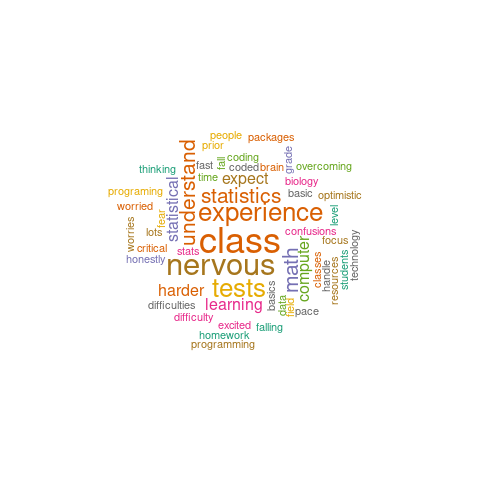 people
packages
prior
grade
fast
fall
coding
thinking
coded
brain
overcoming
understand
time
expect
biology
programing
statistical
statistics
basic
optimistic
worried
fear
experience
level
worries
lots
class
confusions
focus
critical
stats
honestly
nervous
math
computer
classes
handle
resources
students
technology
harder
tests
basics
data
field
difficulties
learning
pace
difficulty
excited
falling
homework
programming